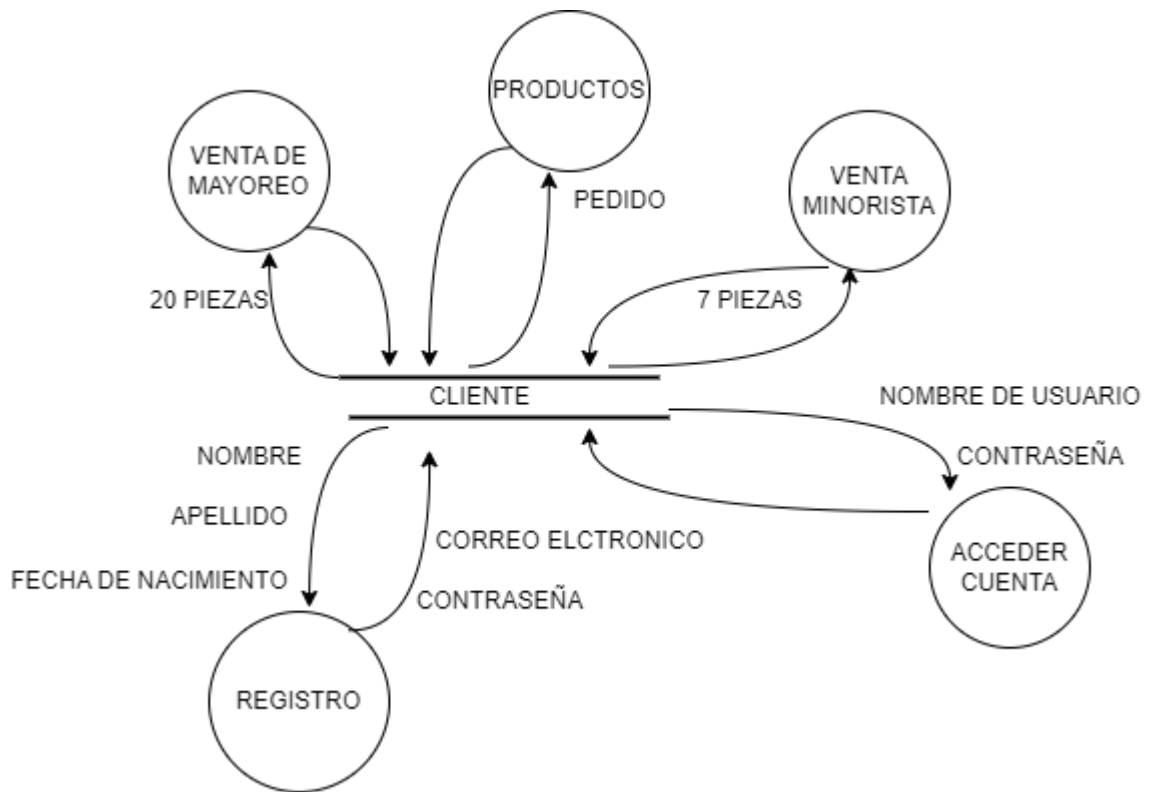 PRODUCTOS
VENTA DE
MAYOREO
VENTA
MINORISTA
PEDIDO
20 PIEZAS
7 PIEZAS
CLIENTE
NOMBRE DE USUARIO
NOMBRE
CONTRASEÑA
APELLIDO
CORREO ELCTRONICO
ACCEDER
CUENTA
FECHA DE NACIMIENTO
CONTRASEÑA
REGISTRO